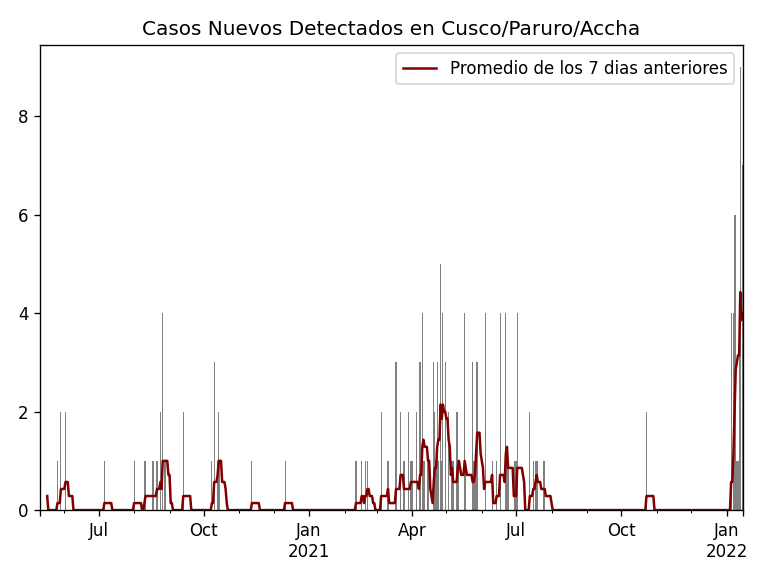 Casos Nuevos Detectados en Cusco/Paruro/Accha
Promedio de los 7 dias anteriores
8
6
4
2
0
Jul Oct Jan Apr Jul Oct Jan
2021 2022